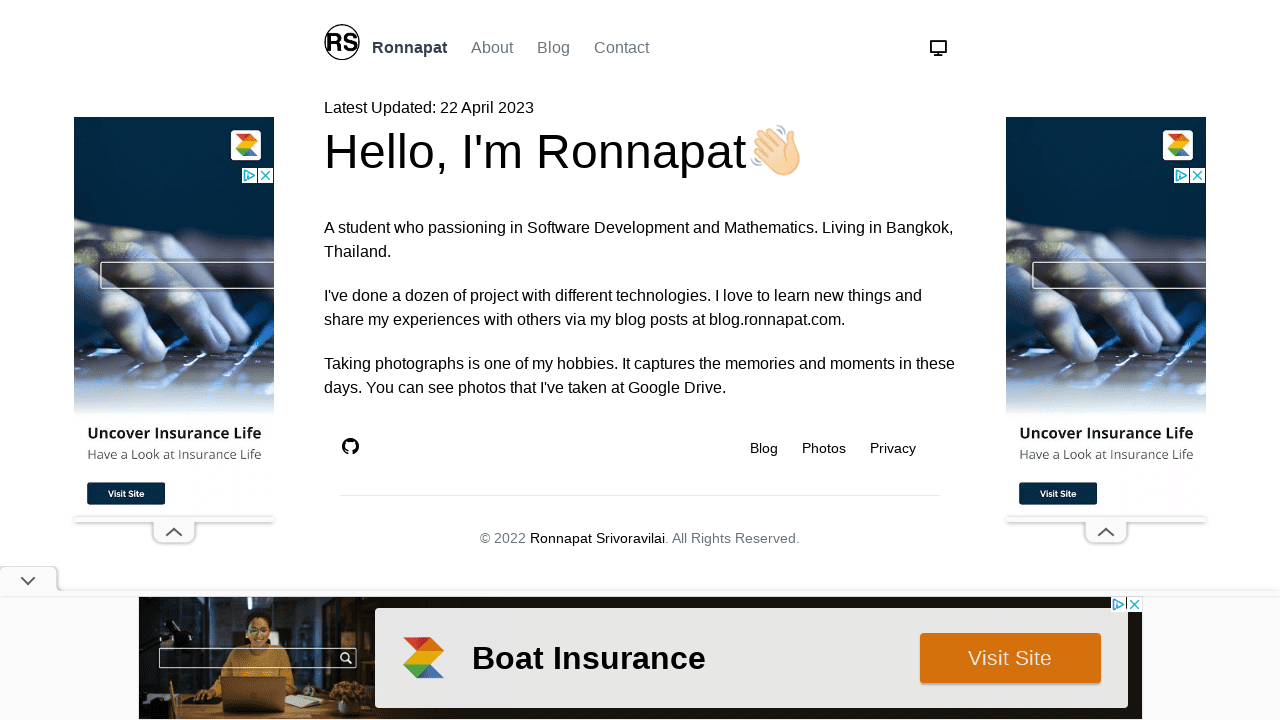 RS
Ronnapat About Blog Contact
Latest Updated: 22 April 2023
Hello, I'm Ronnapat👋🏻
A student who passioning in Software Development and Mathematics. Living in Bangkok,
Thailand.
I've done a dozen of project with different technologies. I love to learn new things and
share my experiences with others via my blog posts at blog.ronnapat.com.
Taking photographs is one of my hobbies. It captures the memories and moments in these
days. You can see photos that I've taken at Google Drive.
Blog Photos Privacy
© 2022 Ronnapat Srivoravilai. All Rights Reserved.
Uncover Insurance Life
Have a Look at Insurance Life
Visit Site
Uncover Insurance Life
Have a Look at Insurance Life
Visit Site
Boat Insurance
Visit Site